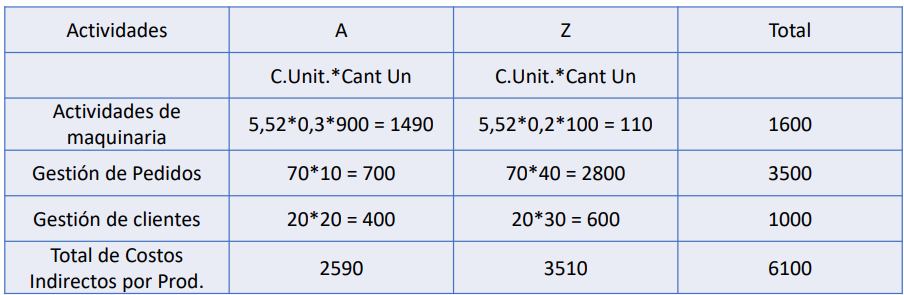 Actividades A Z Total
C.Unit.*Cant Un C.Unit.*Cant Un
Actividades de
maquinaria 5,52*0,3*900 = 1490 5,52*0,2*100 = 110 1600
Gestión de Pedidos 70*10 = 700 70*40 = 2800 3500
Gestión de clientes 20*20 = 400 20*30 = 600 1000
Total de Costos
Indirectos por Prod. 2590 3510 6100